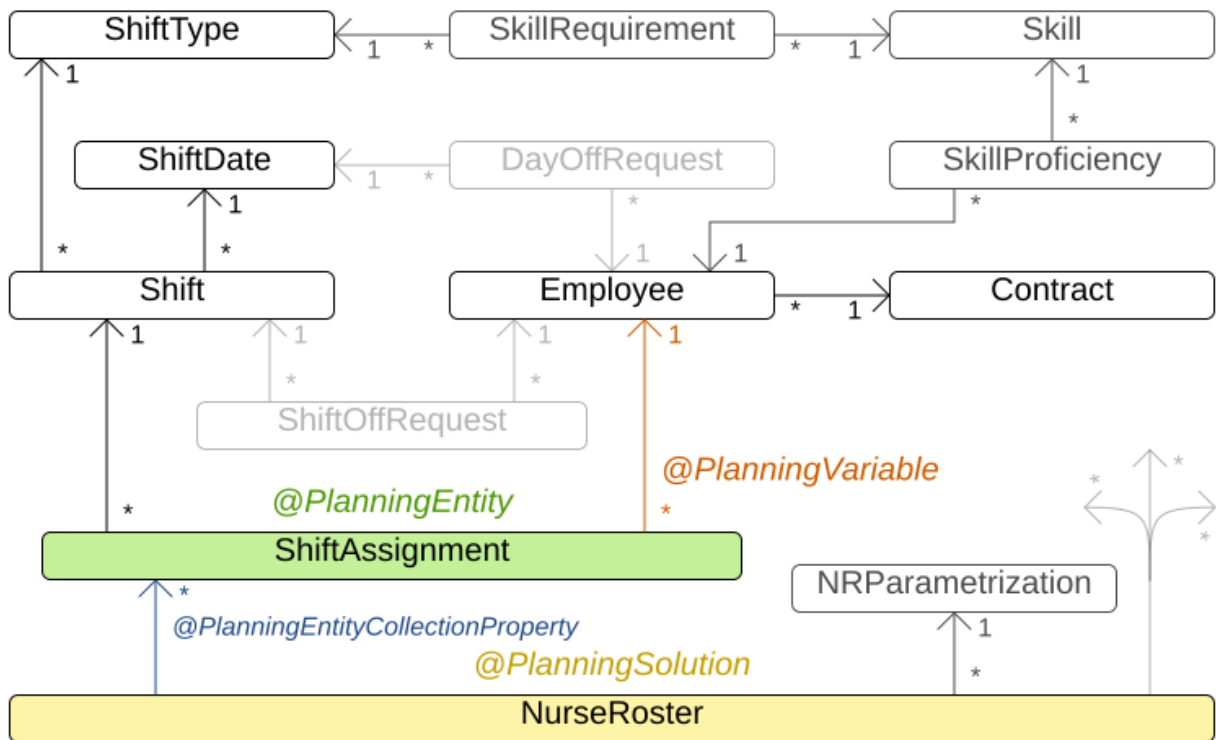 ShiftType
SkillRequirement
Skill
1
*
*
1
1
1
*
ShiftDate
DayOffRequest
SkillProficiency
1
*
1
*
*
*
*
1
1
Shift
Employee
Contract
*
1
1
1
1
1
*
*
ShiftOffRequest
@PlanningVariable
*
*
@PlanningEntity
*
*
*
ShiftAssignment
NRParametrization
*
@PlanningEntityCollectionProperty
1
@PlanningSolution
*
NurseRoster